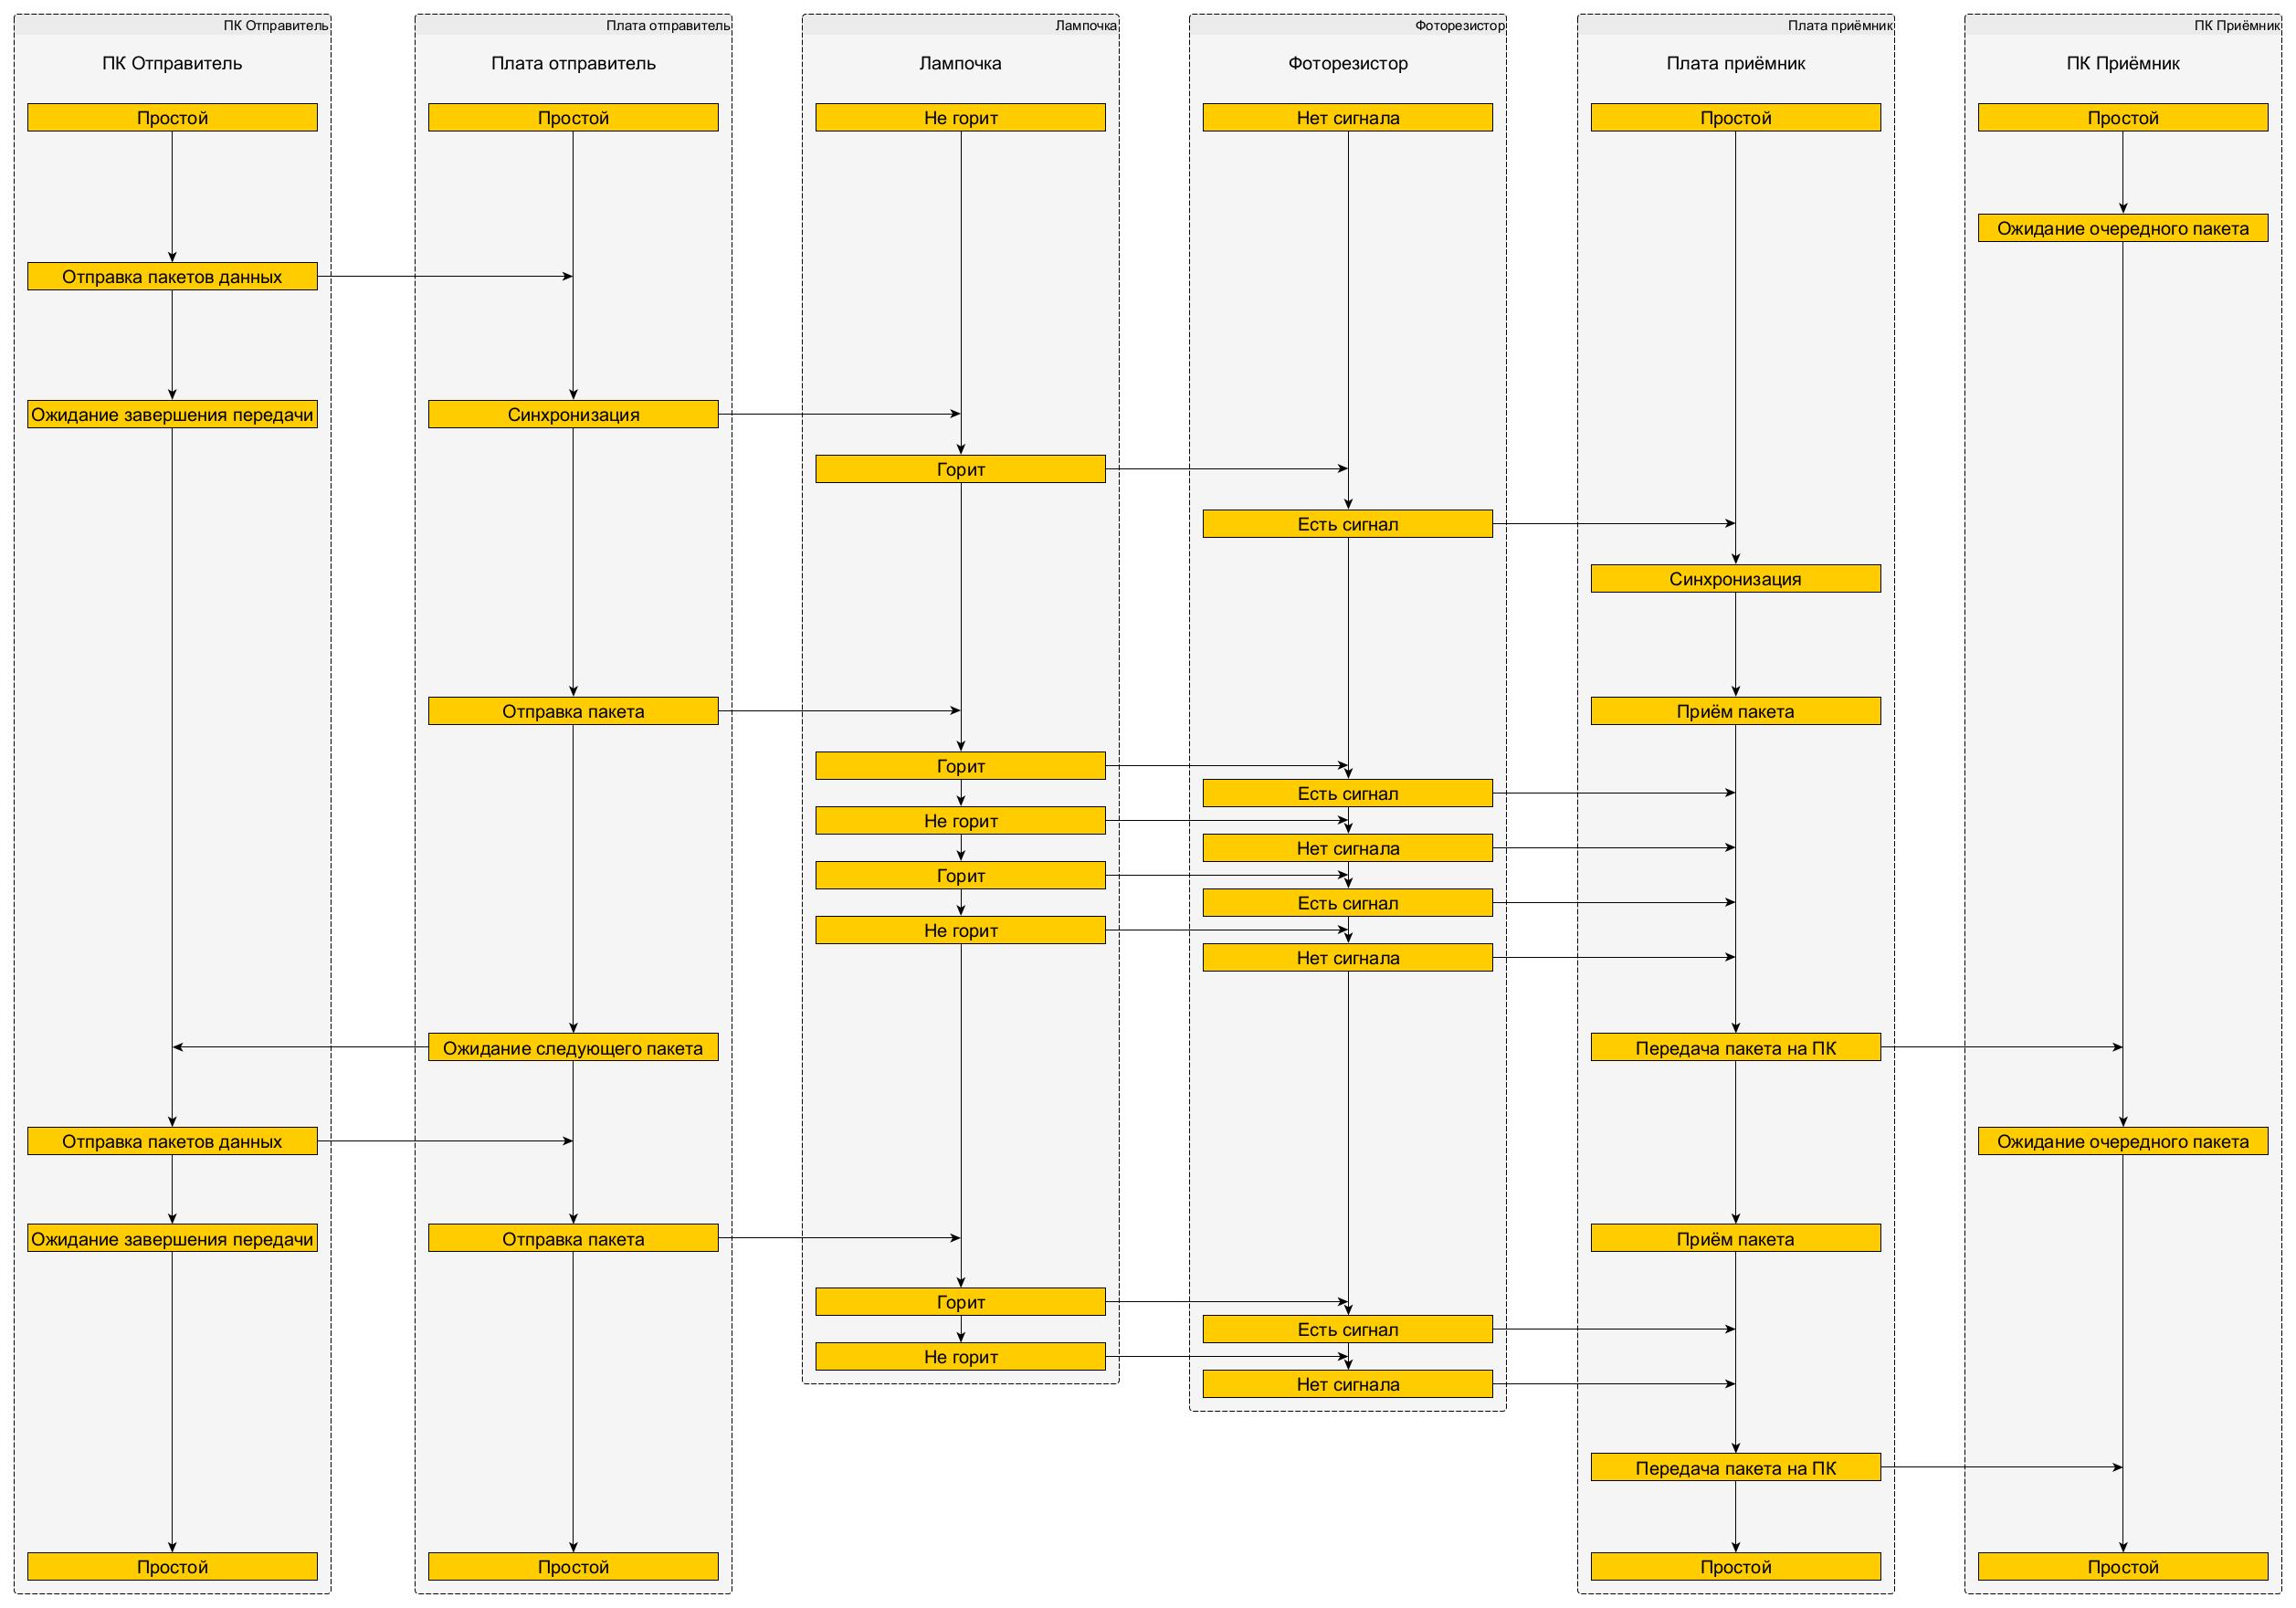 ПК Отправитель
Плата отправитель
Лампочка
Фоторезистор
Плата приёмник
ПК Приёмник
ПК Отправитель
Плата отправитель
Лампочка
Фоторезистор
Плата приёмник
ПК Приёмник
Простой
Простой
Не горит
Нет сигнала
Простой
Простой
Ожидание очередного пакета
Отправка пакетов данных
Ожидание завершения передачи
Синхронизация
Горит
Есть сигнал
Синхронизация
Отправка пакета
Приём пакета
Горит
Есть сигнал
Не горит
Нет сигнала
Горит
Есть сигнал
Не горит
Нет сигнала
Ожидание следующего пакета
Передача пакета на ПК
Отправка пакетов данных
Ожидание очередного пакета
Ожидание завершения передачи
Отправка пакета
Приём пакета
Горит
Есть сигнал
Не горит
Нет сигнала
Передача пакета на ПК
Простой
Простой
Простой
Простой